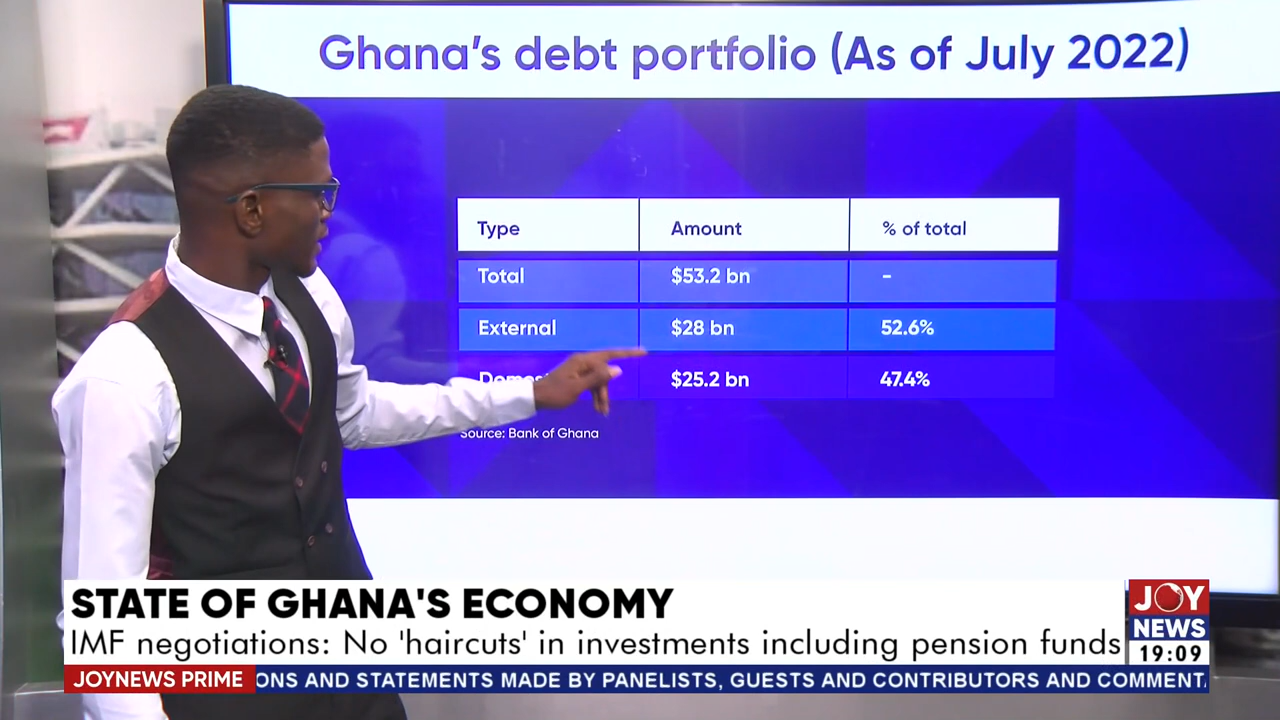 Ghana's debt portfolio (As of July 2022)
Type Amount % of total
Total $53.2 bn -
External $28 bn 52.6%
$25.2 bn 47.4%
Source: Bank of Ghana
STATE OF GHANA'S ECONOMY
IMF negotiations: No 'haircuts' in investments including pension funds
JOY
NEWS
19:09
JOYNEWS PRIME ONS AND STATEMENTS MADE BY PANELISTS, GUESTS AND CONTRIBUTORS AND COMMENT